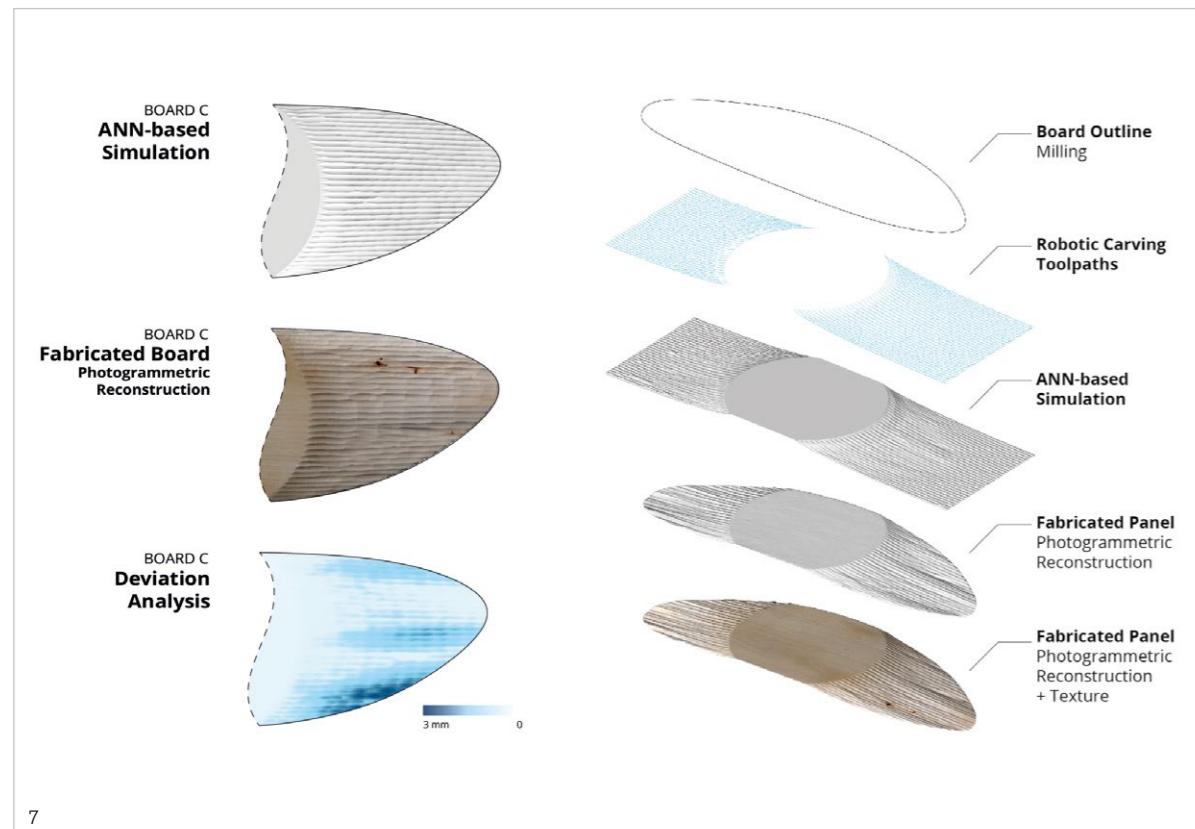 BOARD C
ANN-based
Simulation
BOARD C
Fabricated Board
Photogrammetric
Reconstruction
BOARD C
Deviation
Analysis
3 mm
0
Board Outline
Milling
Robotic Carving
Toolpaths
ANN-based
Simulation
Fabricated Panel
Photogrammetric
Reconstruction
Fabricated Panel
Photogrammetric
Reconstruction
+ Texture
7